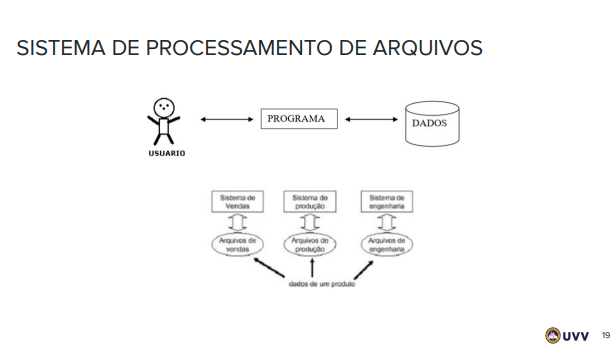 SISTEMA DE PROCESSAMENTO DE ARQUIVOS
PROGRAMA
DADOS
USUARIO
Sistema de
Vendas
Sistema de
produção
Sistema de
engenharia
Arquivos de
vendas
Arquivos de
produção
Arquivos de
engenharia
dados de um produto
UVV
19